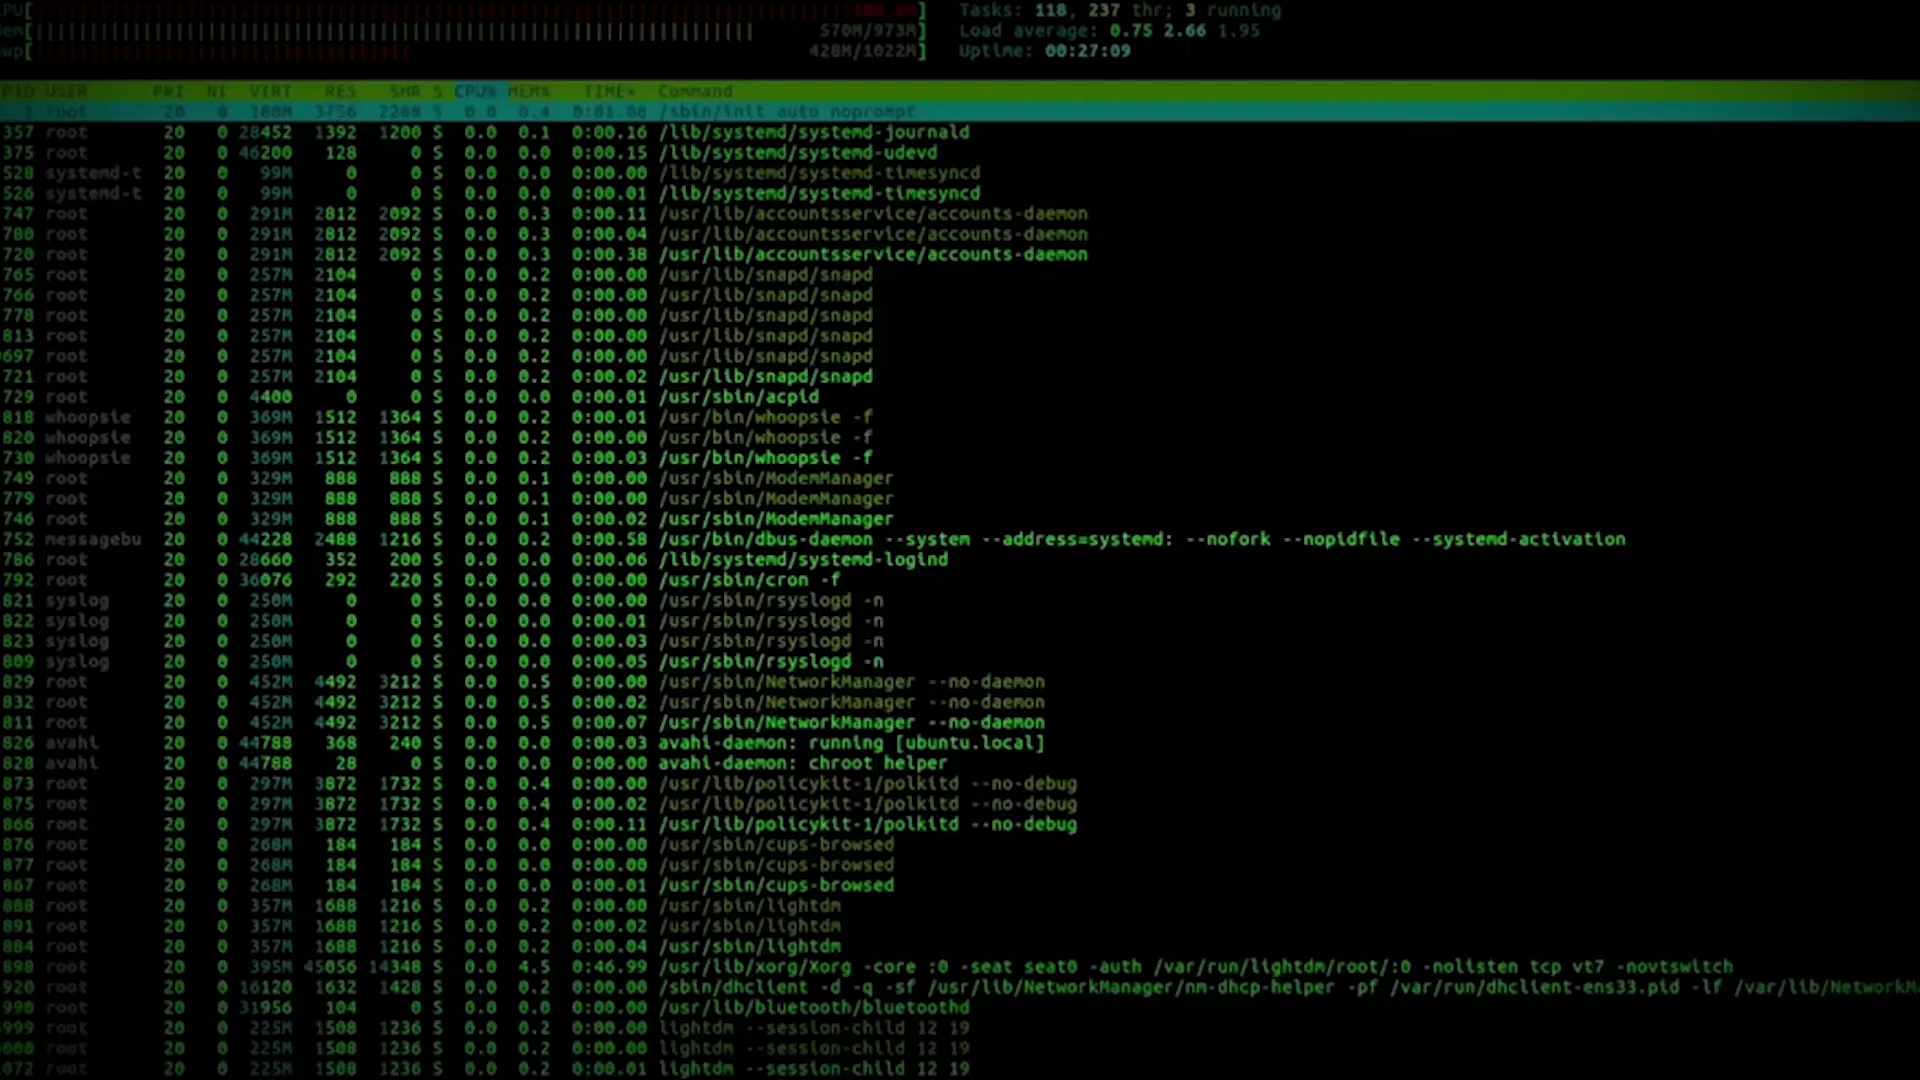 PU[ 100.0%] Tasks: 118, 237 thr; 3 running
em[ 570M/973M] Load average: 0.75 2.66 1.95
wp[ 428M/1022M] Uptime: 00:27:09
PID USER PRI NI VIRT RES SHR S CPU% MEM% TIME+ Command
1 root 20 0 180M 3756 2288 S 0.0 0.4 0:01.80 /sbin/init auto noprompt
357 root 20 0 28452 1392 1200 S 0.0 0.1 0:00.16 /lib/systemd/systemd-journald
375 root 20 0 46200 128 0 S 0.0 0.0 0:00.15 /lib/systemd/systemd-udevd
528 systemd-t 20 0 99M 0 0 S 0.0 0.0 0:00.00 /lib/systemd/systemd-timesyncd
526 systemd-t 20 0 99M 0 0 S 0.0 0.0 0:00.01 /lib/systemd/systemd-timesyncd
747 root 20 0 291M 2812 2092 S 0.0 0.3 0:00.11 /usr/lib/accountsservice/accounts-daemon
780 root 20 0 291M 2812 2092 S 0.0 0.3 0:00.04 /usr/lib/accountsservice/accounts-daemon
720 root 20 0 291M 2812 2092 S 0.0 0.3 0:00.38 /usr/lib/accountsservice/accounts-daemon
765 root 20 0 257M 2104 0 S 0.0 0.2 0:00.00 /usr/lib/snapd/snapd
766 root 20 0 257M 2104 0 S 0.0 0.2 0:00.00 /usr/lib/snapd/snapd
778 root 20 0 257M 2104 0 S 0.0 0.2 0:00.00 /usr/lib/snapd/snapd
813 root 20 0 257M 2104 0 S 0.0 0.2 0:00.00 /usr/lib/snapd/snapd
697 root 20 0 257M 2104 0 S 0.0 0.2 0:00.00 /usr/lib/snapd/snapd
721 root 20 0 257M 2104 0 S 0.0 0.2 0:00.02 /usr/lib/snapd/snapd
729 root 20 0 4400 0 0 S 0.0 0.0 0:00.01 /usr/sbin/acpid
818 whoopsie 20 0 369M 1512 1364 S 0.0 0.2 0:00.01 /usr/bin/whoopsie -f
820 whoopsie 20 0 369M 1512 1364 S 0.0 0.2 0:00.00 /usr/bin/whoopsie -f
730 whoopsie 20 0 369M 1512 1364 S 0.0 0.2 0:00.03 /usr/bin/whoopsie -f
749 root 20 0 329M 888 888 S 0.0 0.1 0:00.00 /usr/sbin/ModemManager
779 root 20 0 329M 888 888 S 0.0 0.1 0:00.00 /usr/sbin/ModemManager
746 root 20 0 329M 888 888 S 0.0 0.1 0:00.02 /usr/sbin/ModemManager
752 messagebu 20 0 44228 2488 1216 S 0.0 0.2 0:00.58 /usr/bin/dbus-daemon --system --address=systemd: --nofork --nopidfile --systemd-activation
786 root 20 0 28660 352 200 S 0.0 0.0 0:00.06 /lib/systemd/systemd-logind
792 root 20 0 36076 292 220 S 0.0 0.0 0:00.00 /usr/sbin/cron -f
821 syslog 20 0 250M 0 0 S 0.0 0.0 0:00.00 /usr/sbin/rsyslogd -n
822 syslog 20 0 250M 0 0 S 0.0 0.0 0:00.01 /usr/sbin/rsyslogd -n
823 syslog 20 0 250M 0 0 S 0.0 0.0 0:00.03 /usr/sbin/rsyslogd -n
809 syslog 20 0 250M 0 0 S 0.0 0.0 0:00.05 /usr/sbin/rsyslogd -n
829 root 20 0 452M 4492 3212 S 0.0 0.5 0:00.00 /usr/sbin/NetworkManager --no-daemon
832 root 20 0 452M 4492 3212 S 0.0 0.5 0:00.02 /usr/sbin/NetworkManager --no-daemon
811 root 20 0 452M 4492 3212 S 0.0 0.5 0:00.07 /usr/sbin/NetworkManager --no-daemon
826 avahi 20 0 44788 368 240 S 0.0 0.0 0:00.03 avahi-daemon: running [ubuntu.local]
828 avahi 20 0 44788 28 0 S 0.0 0.0 0:00.00 avahi-daemon: chroot helper
873 root 20 0 297M 3872 1732 S 0.0 0.4 0:00.00 /usr/lib/policykit-1/polkitd --no-debug
875 root 20 0 297M 3872 1732 S 0.0 0.4 0:00.02 /usr/lib/policykit-1/polkitd --no-debug
866 root 20 0 297M 3872 1732 S 0.0 0.4 0:00.11 /usr/lib/policykit-1/polkitd --no-debug
876 root 20 0 268M 184 184 S 0.0 0.0 0:00.00 /usr/sbin/cups-browsed
877 root 20 0 268M 184 184 S 0.0 0.0 0:00.00 /usr/sbin/cups-browsed
867 root 20 0 268M 184 184 S 0.0 0.0 0:00.01 /usr/sbin/cups-browsed
888 root 20 0 357M 1688 1216 S 0.0 0.2 0:00.00 /usr/sbin/lightdm
891 root 20 0 357M 1688 1216 S 0.0 0.2 0:00.02 /usr/sbin/lightdm
884 root 20 0 357M 1688 1216 S 0.0 0.2 0:00.04 /usr/sbin/lightdm
898 root 20 0 395M 45056 14348 S 0.0 4.5 0:46.99 /usr/lib/xorg/Xorg -core :0 -seat seat0 -auth /var/run/lightdm/root/:0 -nolisten tcp vt7 -novtswitch
920 root 20 0 16120 1632 1428 S 0.0 0.2 0:00.00 /sbin/dhclient -d -q -sf /usr/lib/NetworkManager/nm-dhcp-helper -pf /var/run/dhclient-ens33.pid -lf /var/lib/NetworkM
990 root 20 0 31956 104 0 S 0.0 0.0 0:00.00 /usr/lib/bluetooth/bluetoothd
999 root 20 0 225M 1508 1236 S 0.0 0.2 0:00.00 lightdm --session-child 12 19
000 root 20 0 225M 1508 1236 S 0.0 0.2 0:00.00 lightdm --session-child 12 19
072 root 20 0 225M 1508 1236 S 0.0 0.2 0:00.01 lightdm --session-child 12 19